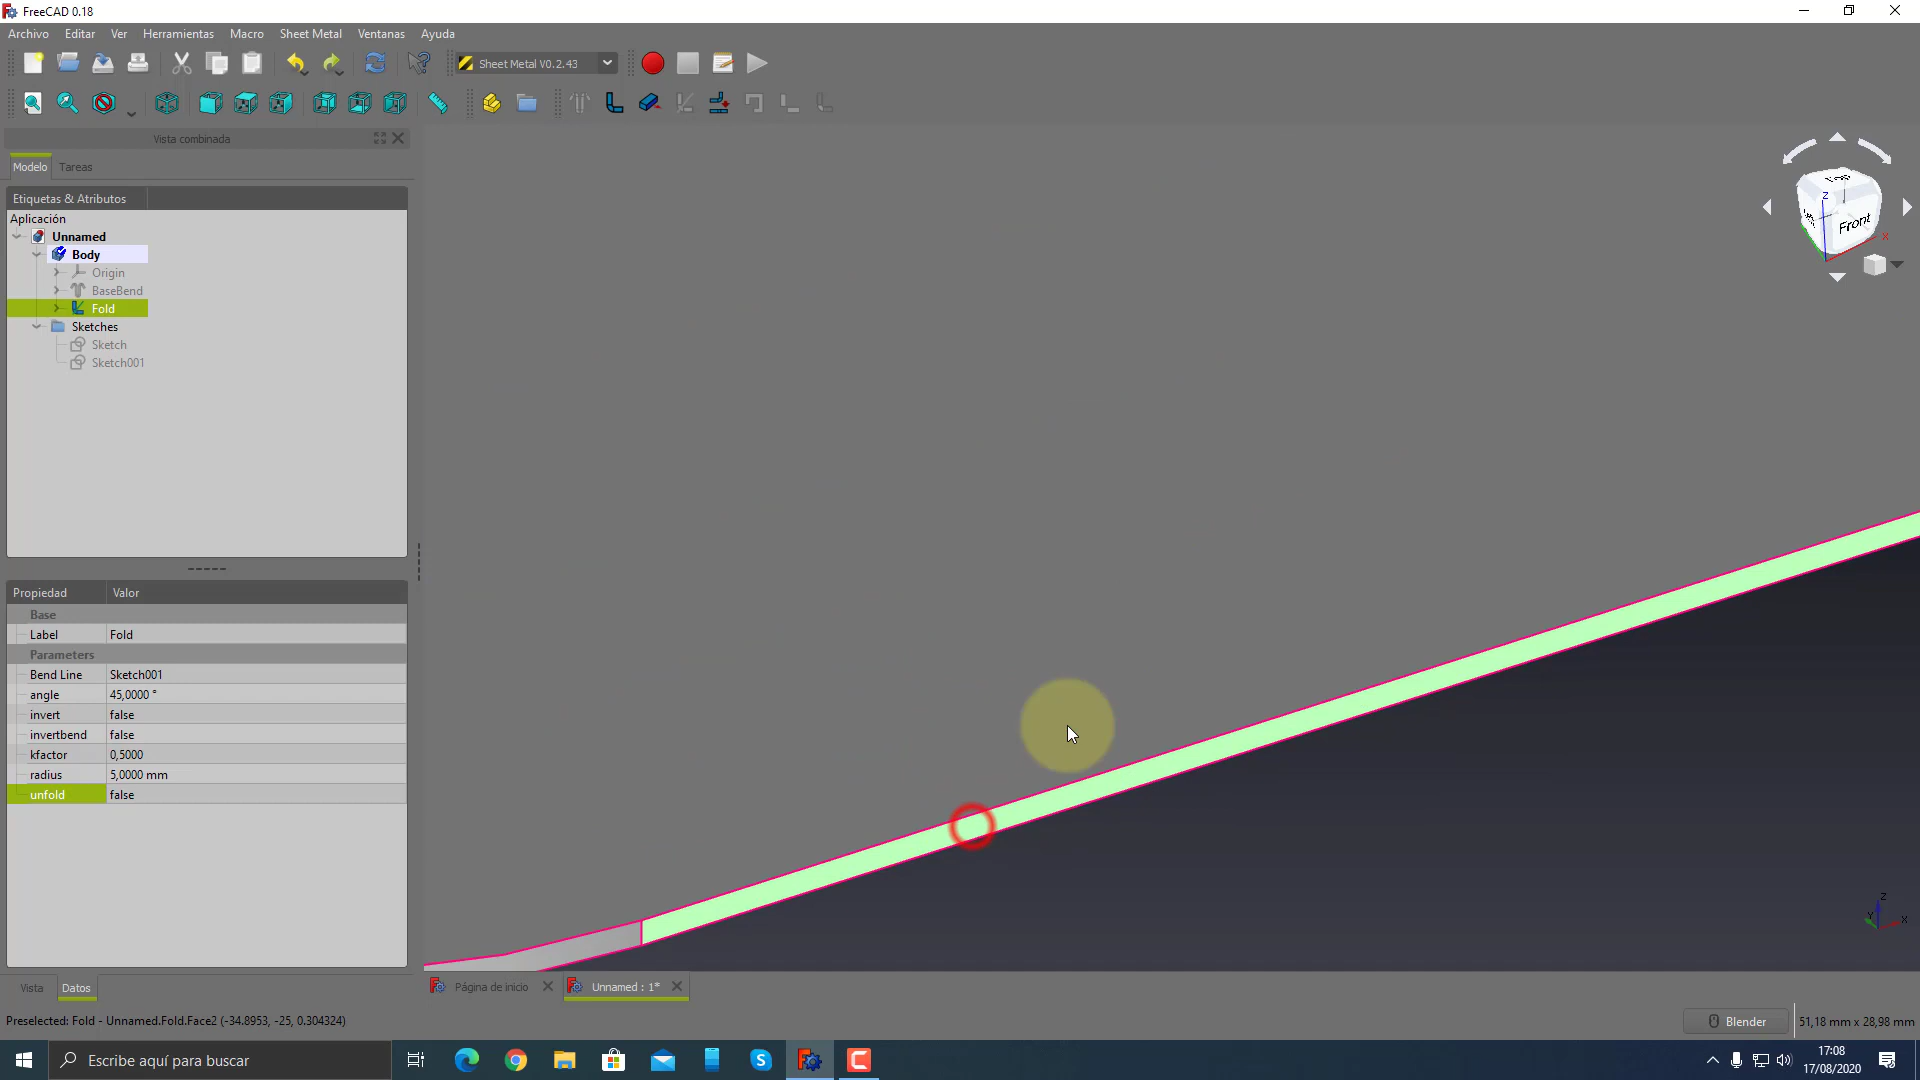 FreeCAD 0.18
Archivo Editar Ver Herramientas Macro Sheet Metal Ventanas Ayuda
Sheet Metal V0.2.43
Vista combinada
Modelo Tareas
Etiquetas & Atributos
Aplicación
Unnamed
Body
Origin
BaseBend
Fold
Sketches
Sketch
Sketch001
Propiedad Valor
Base
Label Fold
Parameters
Bend Line Sketch001
angle 45,0000 °
invert false
invertbend false
kfactor 0,5000
radius 5,0000 mm
unfold false
Vista Datos
Top
Front
Z
X
Z
Y
X
Página de inicio
Unnamed : 1*
Preselected: Fold - Unnamed.Fold.Face2 (-34.8953, -25, 0.304324)
Blender
51,18 mm x 28,98 mm
Escribe aquí para buscar
17:08
17/08/2020